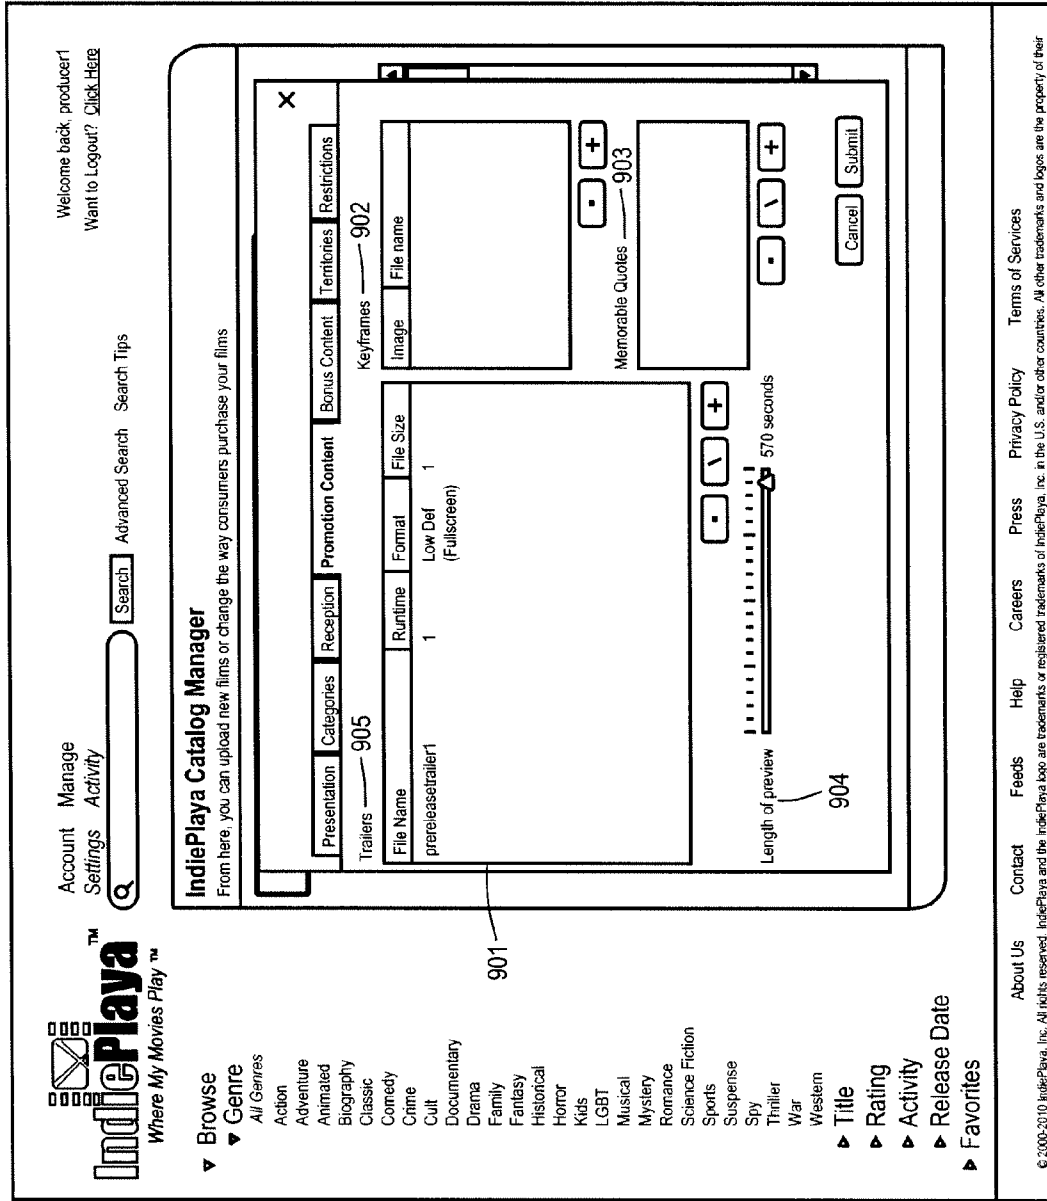 IndiePlaya™
Where My Movies Play ™
Account Settings
Manage Activity
Search
Advanced Search
Search Tips
Welcome back, producer1
Want to Logout? Click Here
Browse
Genre
All Genres
Action
Adventure
Animated
Biography
Classic
Comedy
Crime
Cult
Documentary
Drama
Family
Fantasy
Historical
Horror
Kids
LGBT
Musical
Mystery
Romance
Science Fiction
Sports
Suspense
Spy
Thriller
War
Western
Title
Rating
Activity
Release Date
Favorites
IndiePlaya Catalog Manager
From here, you can upload new films or change the way consumers purchase your films
X
Presentation Categories Reception Promotion Content Bonus Content Territories Restrictions
Trailers 905
File Name Runtime Format File Size
prereleasetrailer1 1 Low Def (Fullscreen) 1
901
- \ +
Keyframes 902
Image File name
- +
Memorable Quotes 903
- \ +
Length of preview 570 seconds
904
Cancel Submit
About Us Contact Feeds Help Careers Press Privacy Policy Terms of Services
© 2000-2010 IndiePlaya, Inc. All rights reserved. IndiePlaya and the IndiePlaya logo are trademarks or registered trademarks of IndiePlaya, Inc. in the U.S. and/or other countries. All other trademarks and logos are the property of their